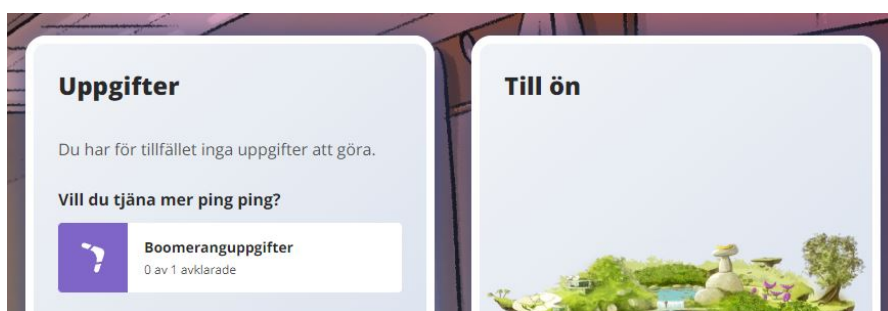 Uppgifter
Du har för tillfället inga uppgifter att göra.
Vill du tjäna mer ping ping?
Boomeranguppgifter
0 av 1 avklarade
Till ön